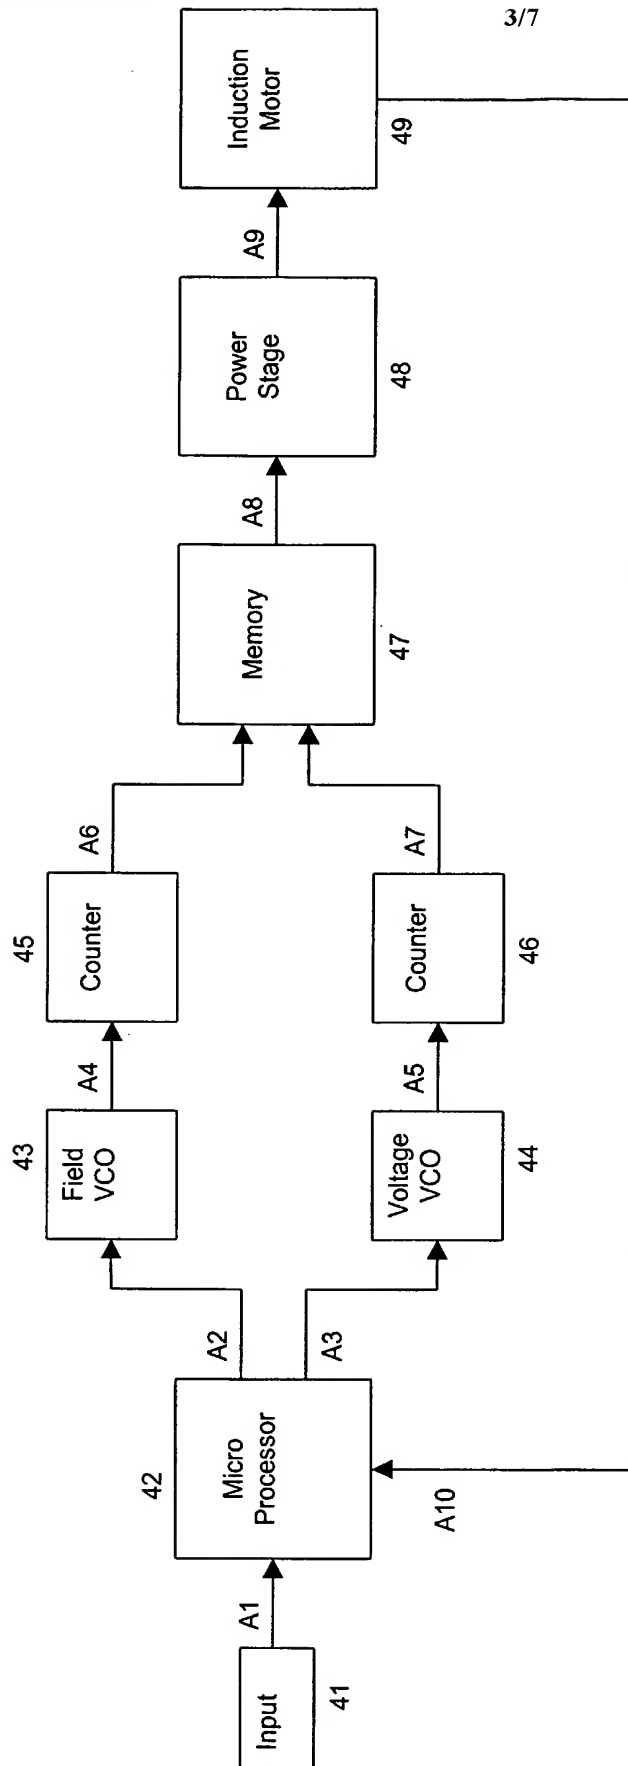 3/7
Input
41
A1
42
Micro
Processor
A10
A2
A3
43
Field
VCO
Voltage
VCO
44
A4
A5
45
Counter
Counter
46
A6
A7
Memory
47
A8
Power
Stage
48
A9
Induction
Motor
49